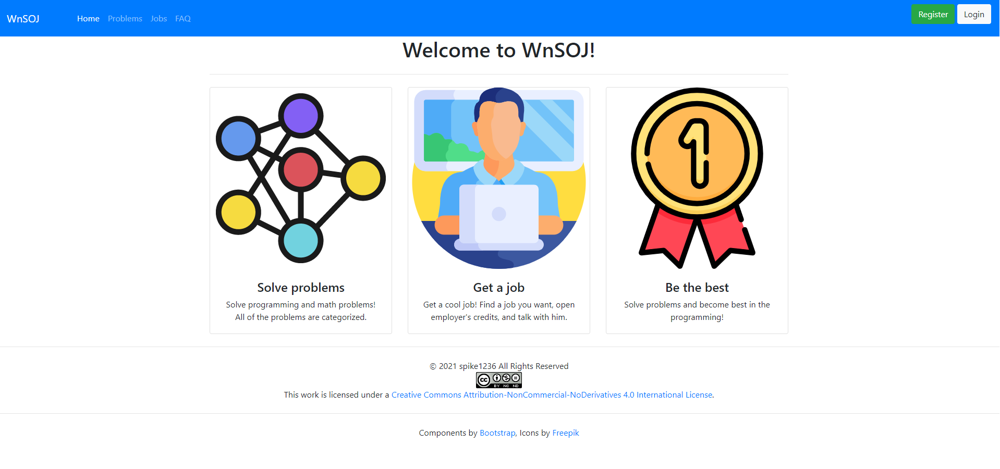 WnSOJ
Home Problems Jobs FAQ
Register Login
Welcome to WnSOJ!
1
Solve problems
Solve programming and math problems!
All of the problems are categorized.
Get a job
Get a cool job! Find a job you want, open
employer's credits, and talk with him.
Be the best
Solve problems and become best in the
programming!
© 2021 spike1236 All Rights Reserved
cc BY NC ND
This work is licensed under a Creative Commons Attribution-NonCommercial-NoDerivatives 4.0 International License.
Components by Bootstrap, Icons by Freepik